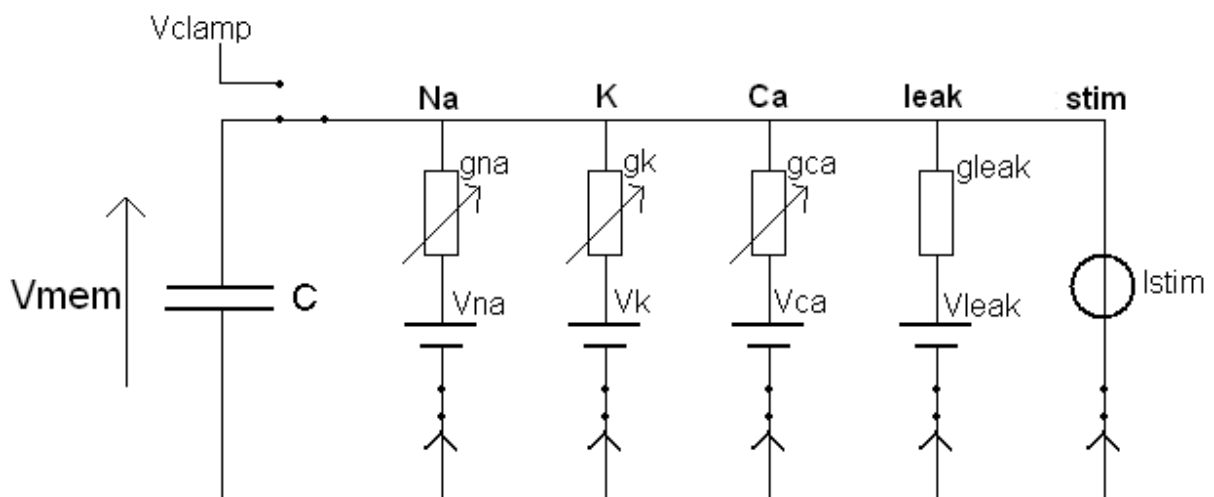 Vclamp
Na K Ca leak stim
gna gk gca gleak
Vmem C Vna Vk Vca Vleak Istim